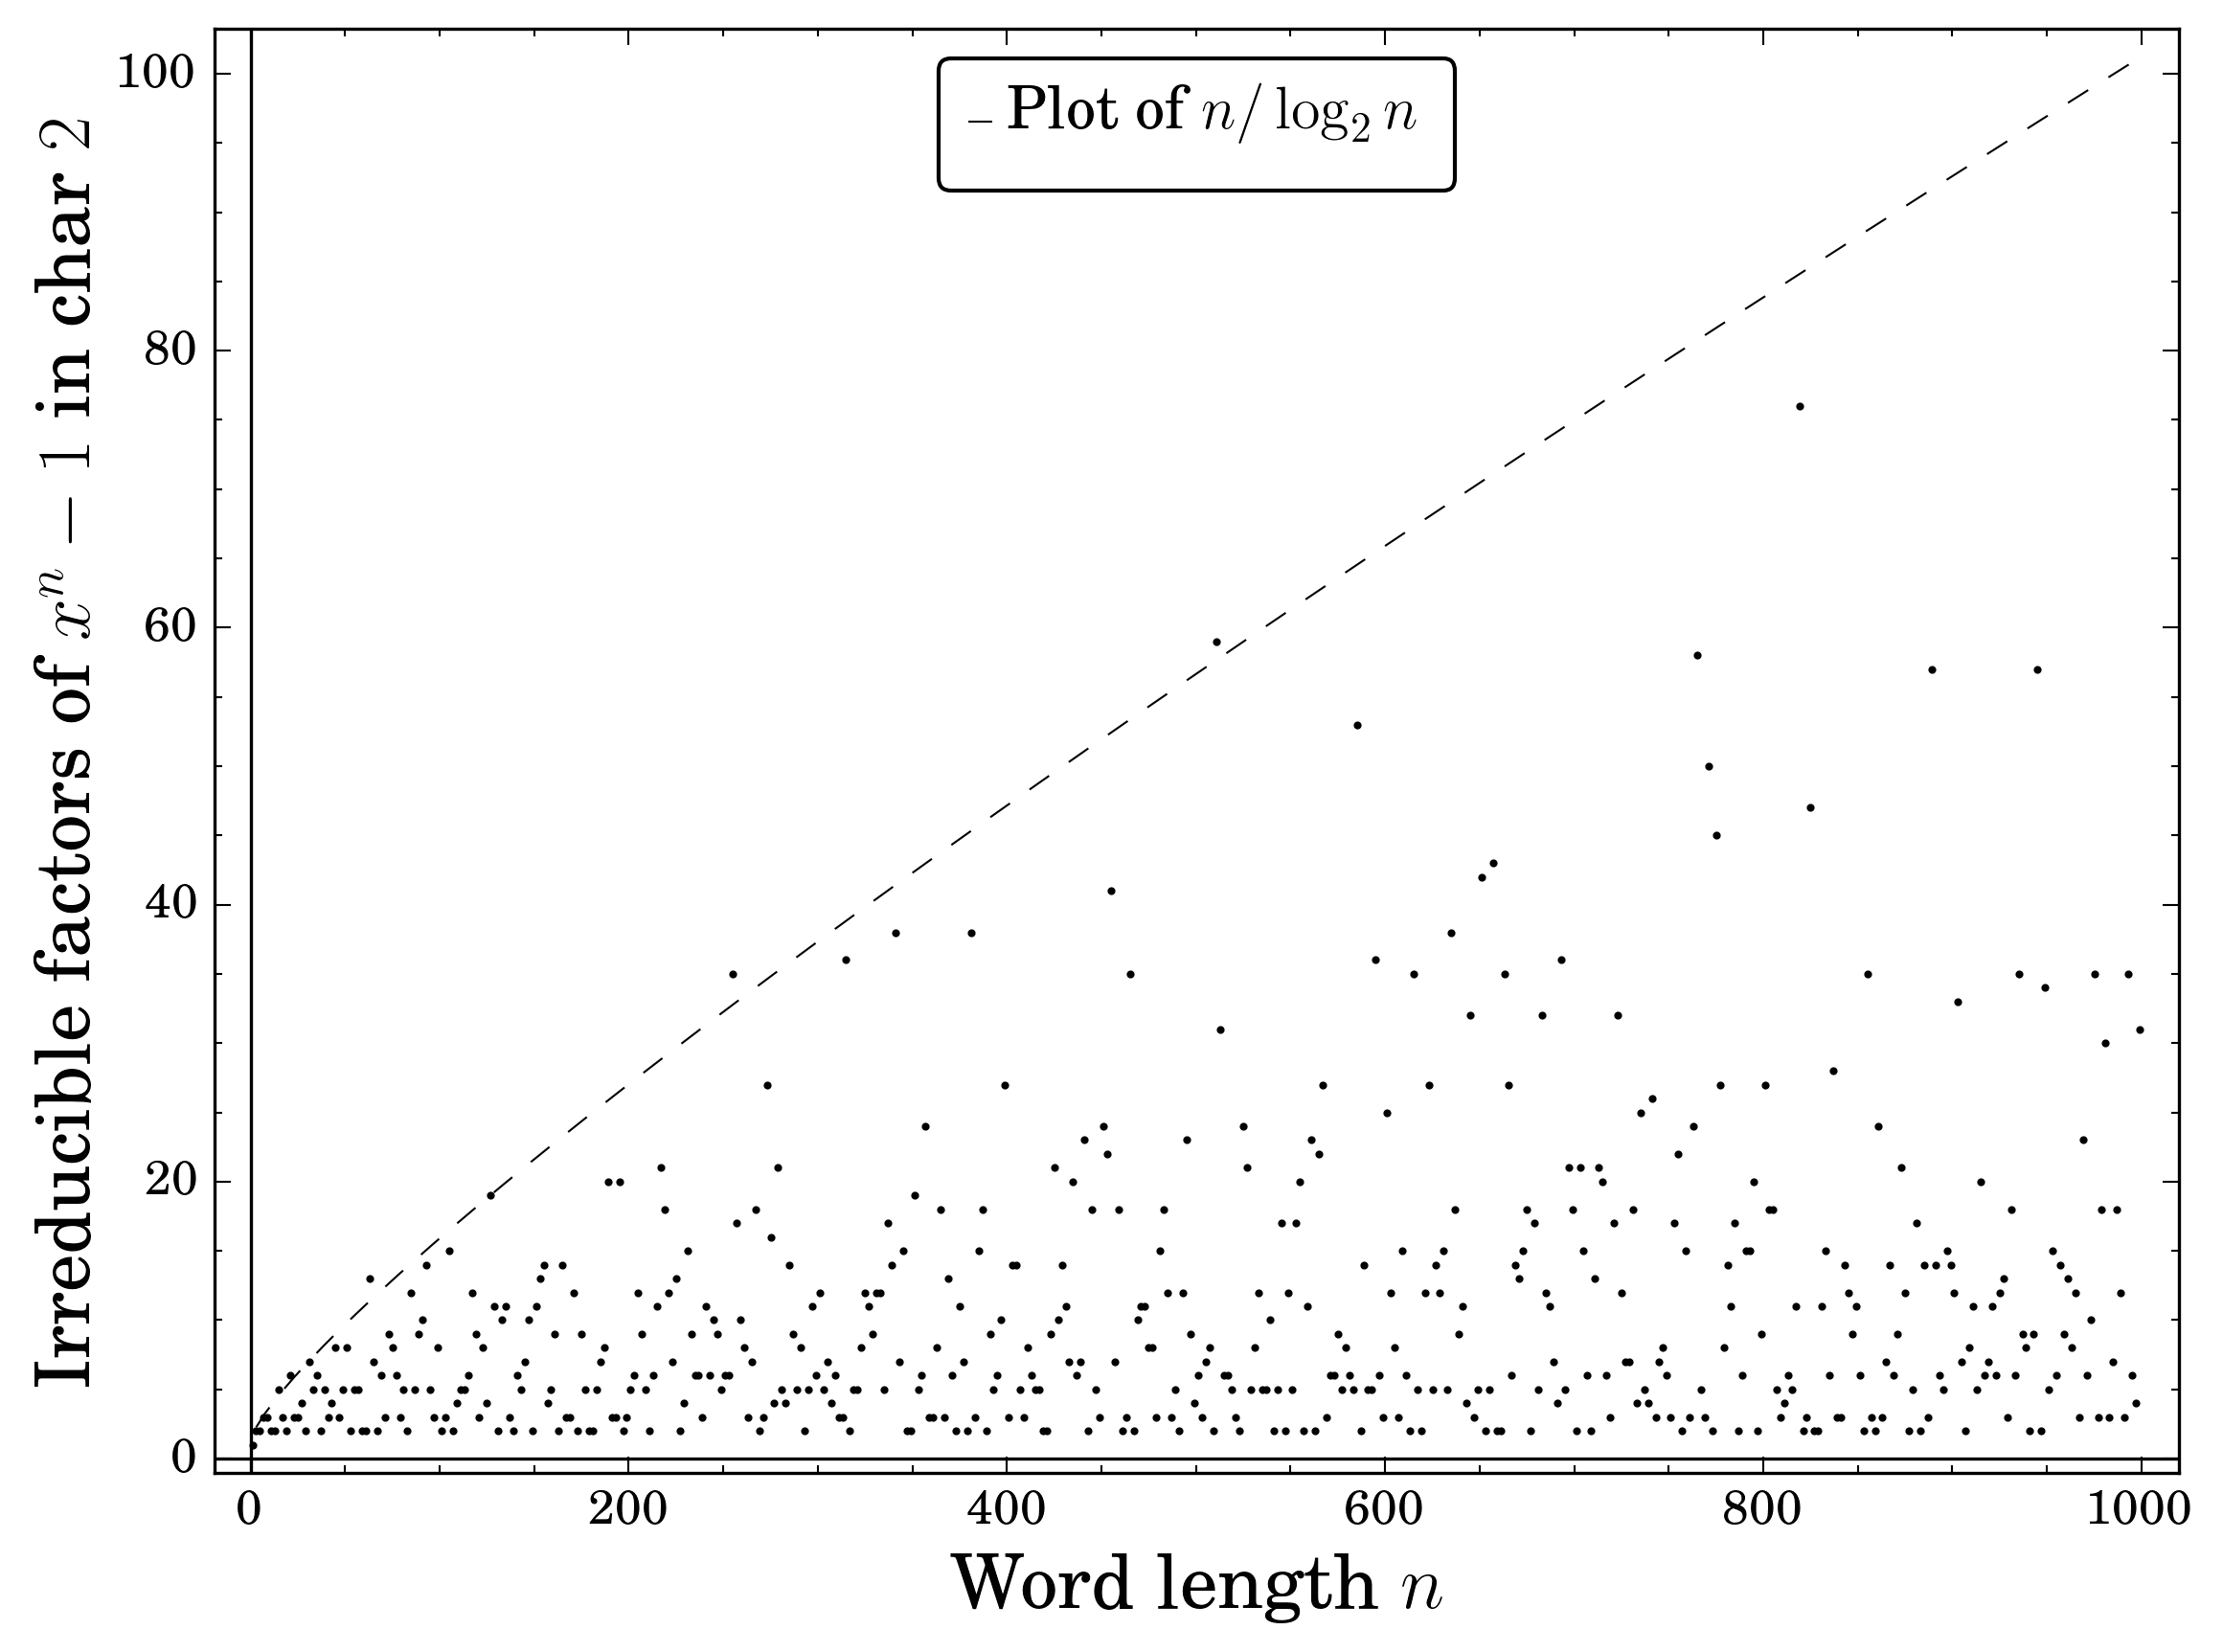 Irreducible factors of xⁿ − 1 in char 2
100
80
60
40
20
0
– Plot of n/ log₂ n
0 200 400 600 800 1000
Word length n